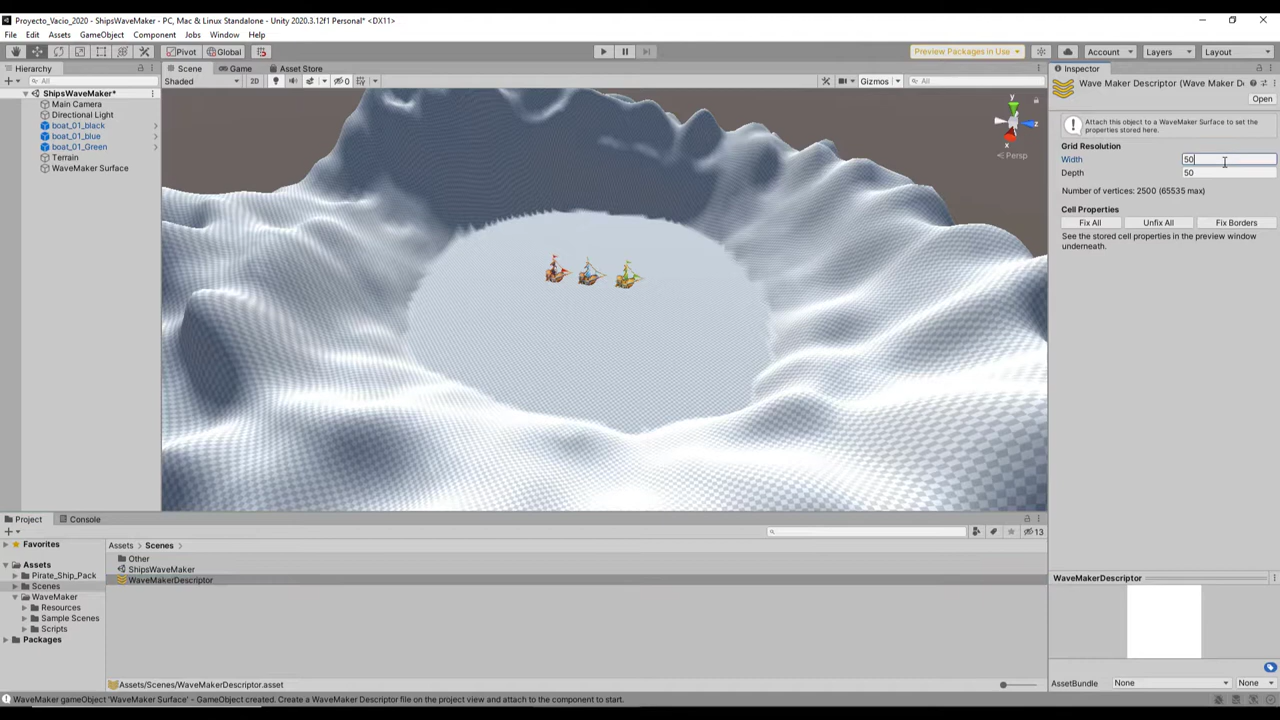 Proyecto_Vacio_2020 - ShipsWaveMaker - PC, Mac & Linux Standalone - Unity 2020.3.12f1 Personal* <DX11>
File Edit Assets GameObject Component Jobs Window Help
Pivot Global Preview Packages in Use Account Layers Layout
Hierarchy Scene Game Asset Store Inspector
All Shaded 2D 0 Gizmos All
Wave Maker Descriptor (Wave Maker De
Open
ShipsWaveMaker*
Main Camera
Directional Light
boat_01_black
boat_01_blue
boat_01_Green
Terrain
WaveMaker Surface
y
z
x
Persp
Attach this object to a WaveMaker Surface to set the
properties stored here.
Grid Resolution
Width 50
Depth 50
Number of vertices: 2500 (65535 max)
Cell Properties
Fix All Unfix All Fix Borders
See the stored cell properties in the preview window
underneath.
Project Console
13
Favorites
Assets
Pirate_Ship_Pack
Scenes
WaveMaker
Resources
Sample Scenes
Scripts
Packages
Assets Scenes
Other
ShipsWaveMaker
WaveMakerDescriptor
Assets/Scenes/WaveMakerDescriptor.asset
WaveMakerDescriptor
AssetBundle None None
WaveMaker gameObject 'WaveMaker Surface' - GameObject created. Create a WaveMaker Descriptor file on the project view and attach to the component to start.